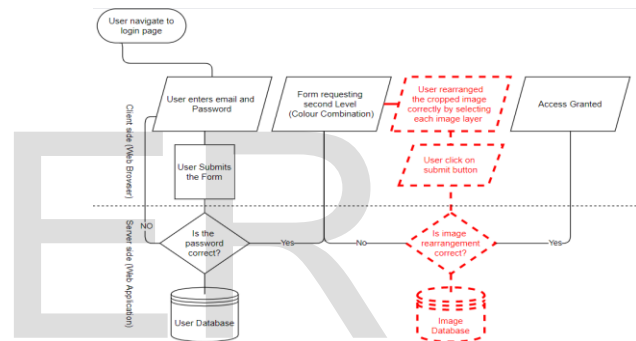 User navigate to
login page
User enters email and
Password
Form requesting
second Level
(Colour Combination)
User rearranged
the cropped image
correctly by selecting
each image layer
Access Granted
Client side (Web Browser)
User Submits
the Form
User click on
submit button
NO
Is the
password
correct?
Yes
No
Is image
rearrangement
correct?
Yes
Server side (Web Application)
User Database
Image
Database
ER